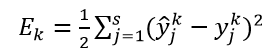 E_k = \frac{1}{2} \sum_{j=1}^{s} (\hat{y}_j^k - y_j^k)^2